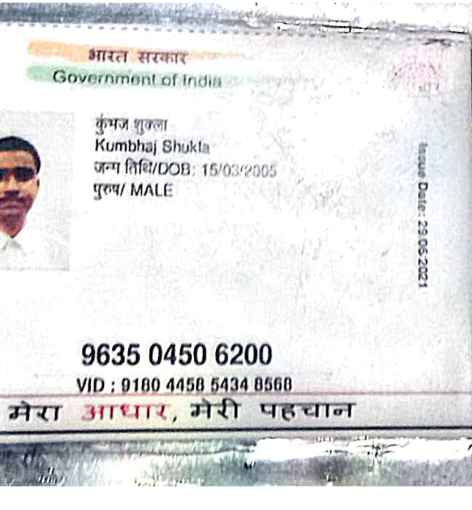 भारत सरकार
Government of India
कुंभज शुक्ला
Kumbhaj Shukla
जन्म तिथि/DOB: 15/03/2005
पुरुष/ MALE
Issue Date: 29.06.2021
9635 0450 6200
VID : 9180 4458 5434 8568
मेरा आधार, मेरी पहचान